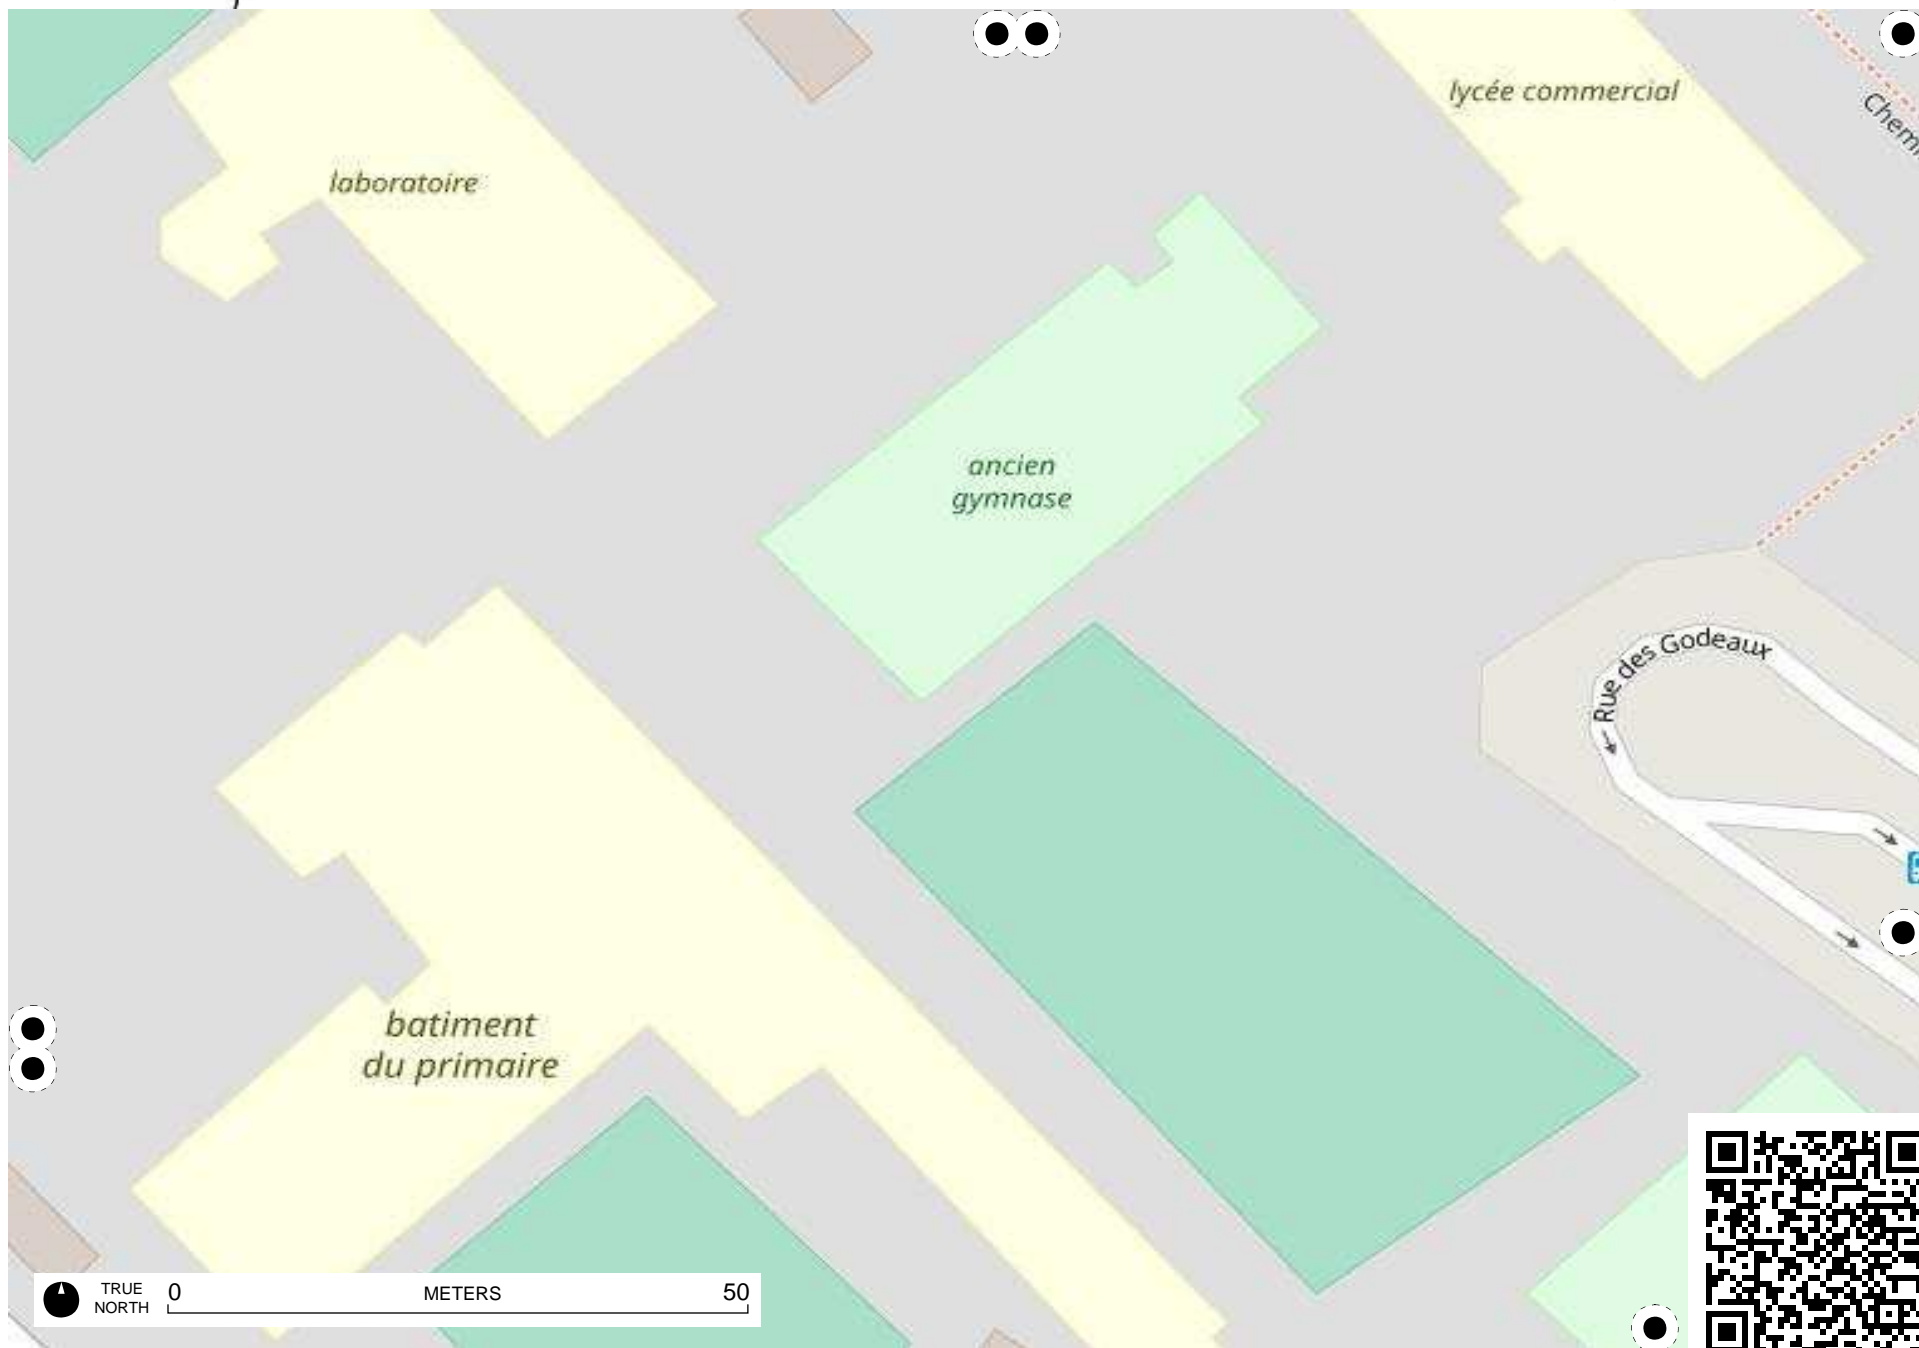 lycée commercial
laboratoire
ancien
gymnase
Rue des Godeaux
batiment
du primaire
TRUE
NORTH
0
METERS
50